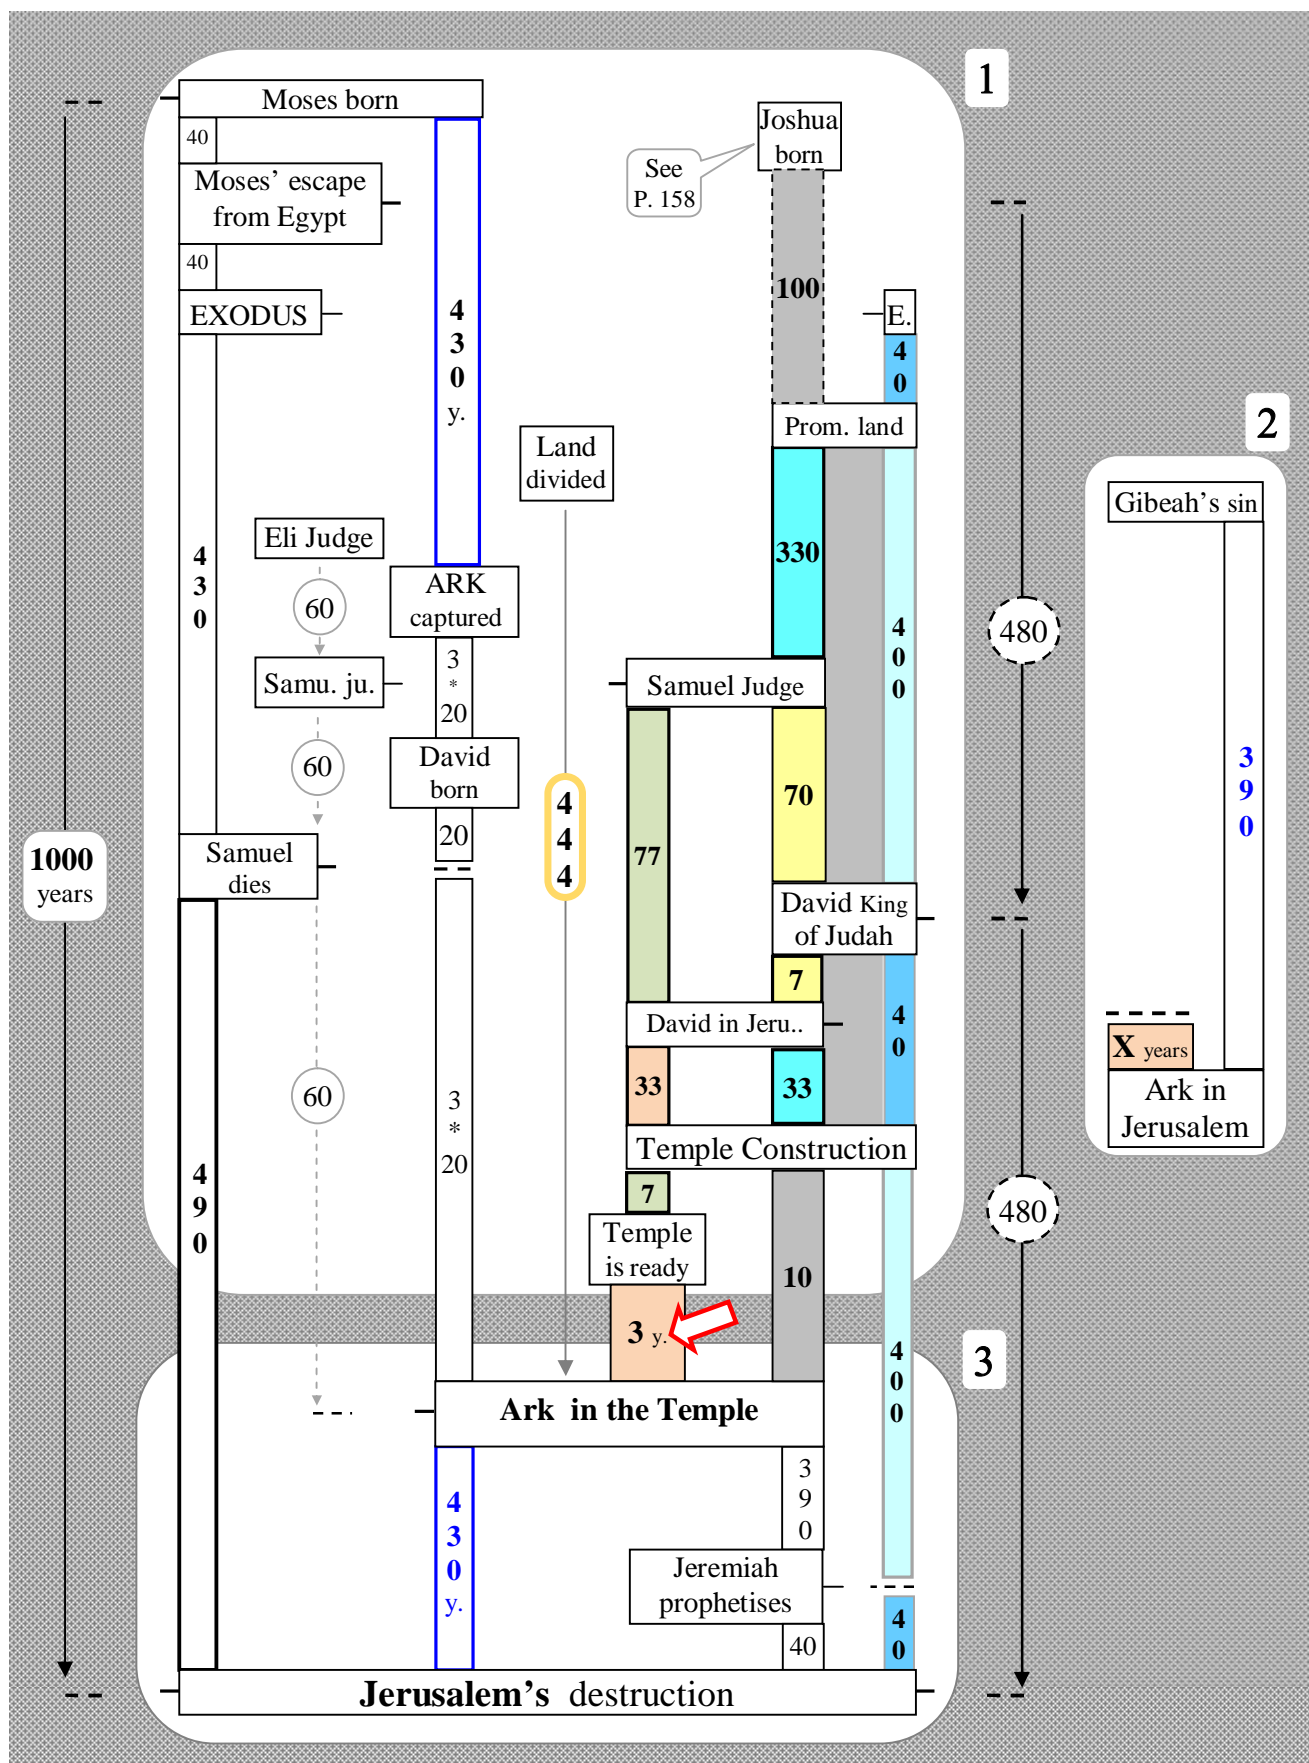 1
Moses born
40
Moses’ escape
from Egypt
40
EXODUS
4
3
0
Samuel
dies
4
9
0
1000
years
Eli Judge
60
Samu. ju.
60
60
4
3
0
y.
ARK
captured
3
*
20
David
born
20
3
*
20
Land
divided
4
4
4
See
P. 158
Joshua
born
100
E.
4
0
Prom. land
330
4
0
0
Samuel Judge
77
70
David King
of Judah
7
4
0
David in Jeru..
33
33
Temple Construction
7
Temple
is ready
10
3 y.
4
0
0
480
480
2
Gibeah’s sin
3
9
0
X years
Ark in
Jerusalem
3
Ark in the Temple
4
3
0
y.
3
9
0
Jeremiah
prophetises
40
4
0
Jerusalem’s destruction